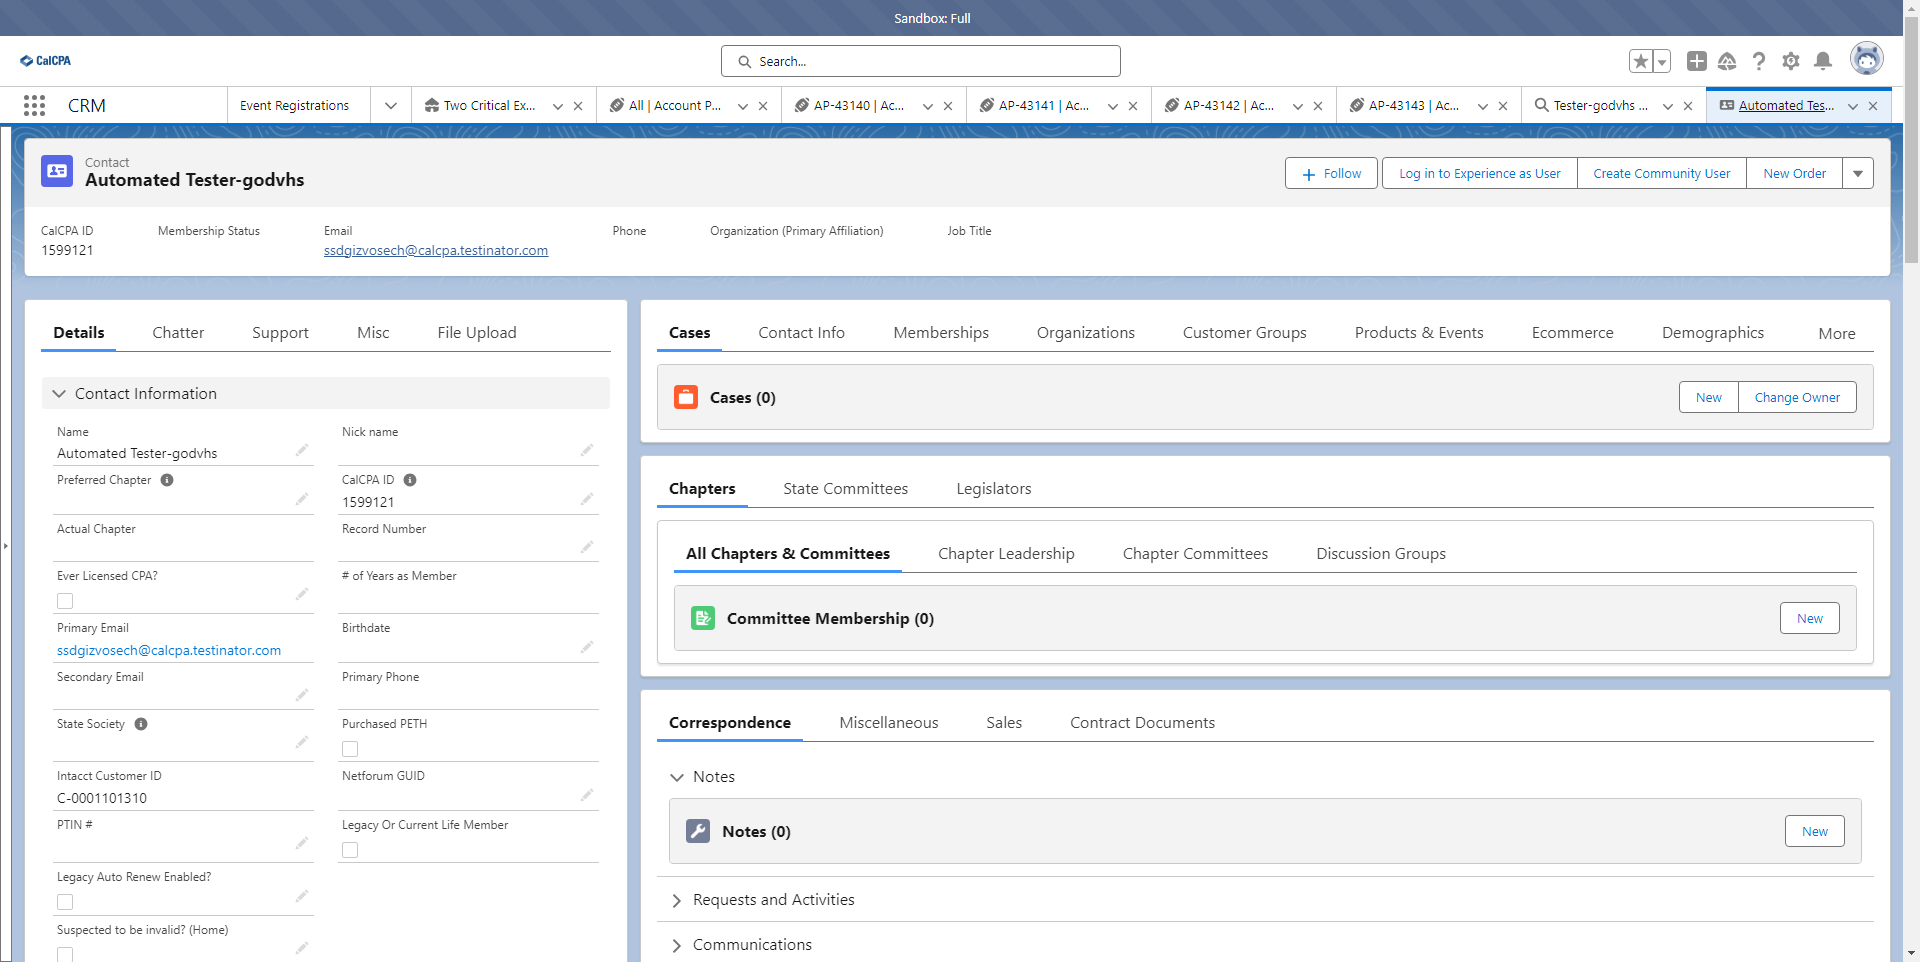 Sandbox: Full
CalCPA
Search...
CRM
Event Registrations
Two Critical Ex...
All | Account P...
AP-43140 | Ac...
AP-43141 | Ac...
AP-43142 | Ac...
AP-43143 | Ac...
Tester-godvhs ...
Automated Tes...
Contact
Automated Tester-godvhs
Follow
Log in to Experience as User
Create Community User
New Order
CalCPA ID
Membership Status
Email
Phone
Organization (Primary Affiliation)
Job Title
1599121
ssdgizvosech@calcpa.testinator.com
Details
Chatter
Support
Misc
File Upload
Contact Information
Name
Automated Tester-godvhs
Nick name
Preferred Chapter
CalCPA ID
1599121
Actual Chapter
Record Number
Ever Licensed CPA?
# of Years as Member
Primary Email
ssdgizvosech@calcpa.testinator.com
Birthdate
Secondary Email
Primary Phone
State Society
Purchased PETH
Intacct Customer ID
C-0001101310
Netforum GUID
PTIN #
Legacy Or Current Life Member
Legacy Auto Renew Enabled?
Suspected to be invalid? (Home)
Cases
Contact Info
Memberships
Organizations
Customer Groups
Products & Events
Ecommerce
Demographics
More
Cases (0)
New
Change Owner
Chapters
State Committees
Legislators
All Chapters & Committees
Chapter Leadership
Chapter Committees
Discussion Groups
Committee Membership (0)
New
Correspondence
Miscellaneous
Sales
Contract Documents
Notes
Notes (0)
New
Requests and Activities
Communications